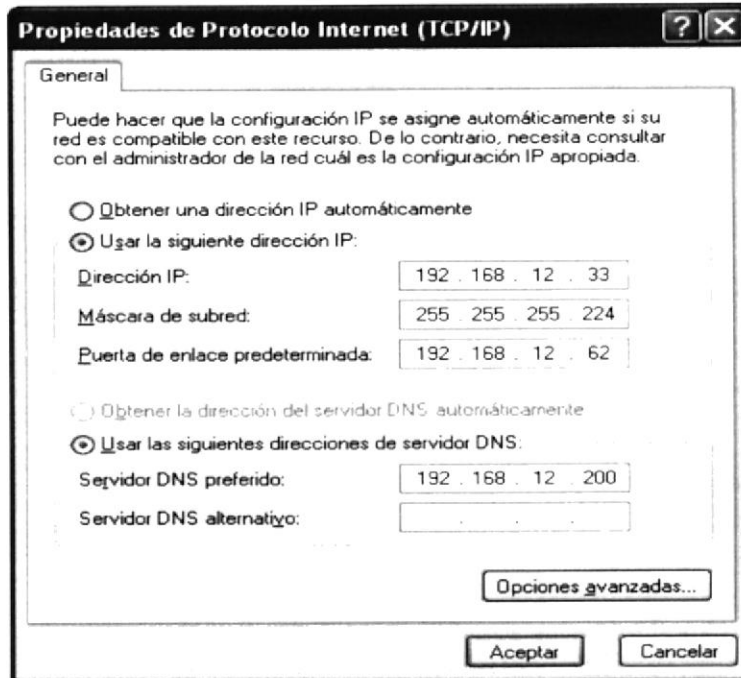 Propiedades de Protocolo Internet (TCP/IP)
General
Puede hacer que la configuración IP se asigne automáticamente si su
red es compatible con este recurso. De lo contrario, necesita consultar
con el administrador de la red cuál es la configuración IP apropiada.
Obtener una dirección IP automáticamente
Usar la siguiente dirección IP:
Dirección IP: 192 . 168 . 12 . 33
Máscara de subred: 255 . 255 . 255 . 224
Puerta de enlace predeterminada: 192 . 168 . 12 . 62
Obtener la dirección del servidor DNS automáticamente
Usar las siguientes direcciones de servidor DNS:
Servidor DNS preferido: 192 . 168 . 12 . 200
Servidor DNS alternativo: . . .
Opciones avanzadas...
Aceptar Cancelar